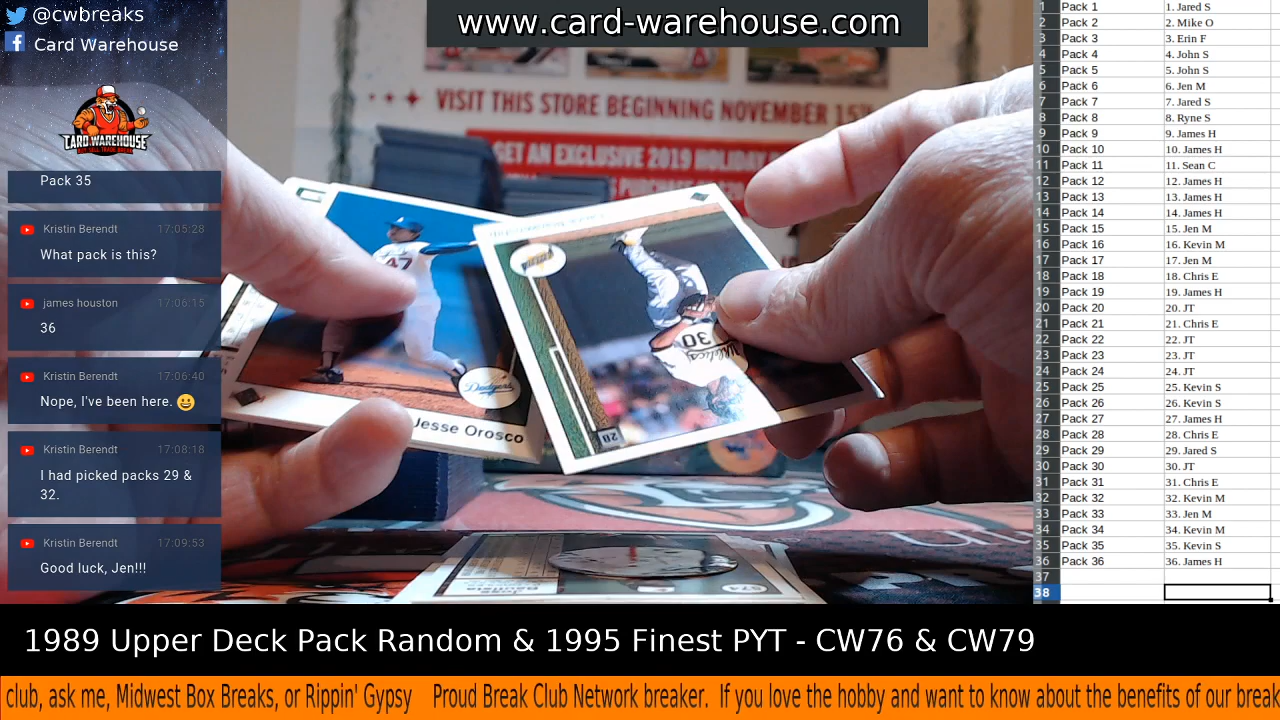 @cwbreaks
Card Warehouse
CARD WAREHOUSE
Pack 35
Kristin Berendt 17:05:28
What pack is this?
james houston 17:06:15
36
Kristin Berendt 17:06:40
Nope, I've been here. 😀
Kristin Berendt 17:08:18
I had picked packs 29 &
32.
Kristin Berendt 17:09:53
Good luck, Jen!!!
www.card-warehouse.com
VISIT THIS STORE BEGINNING NOVEMBER 15
GET AN EXCLUSIVE 2019 HOLIDAY
47
Dodgers
Jesse Orosco
30
2B
Jose
574
1 Pack 1 1. Jared S
2 Pack 2 2. Mike O
3 Pack 3 3. Erin F
4 Pack 4 4. John S
5 Pack 5 5. John S
6 Pack 6 6. Jen M
7 Pack 7 7. Jared S
8 Pack 8 8. Ryne S
9 Pack 9 9. James H
10 Pack 10 10. James H
11 Pack 11 11. Sean C
12 Pack 12 12. James H
13 Pack 13 13. James H
14 Pack 14 14. James H
15 Pack 15 15. Jen M
16 Pack 16 16. Kevin M
17 Pack 17 17. Jen M
18 Pack 18 18. Chris E
19 Pack 19 19. James H
20 Pack 20 20. JT
21 Pack 21 21. Chris E
22 Pack 22 22. JT
23 Pack 23 23. JT
24 Pack 24 24. JT
25 Pack 25 25. Kevin S
26 Pack 26 26. Kevin S
27 Pack 27 27. James H
28 Pack 28 28. Chris E
29 Pack 29 29. Jared S
30 Pack 30 30. JT
31 Pack 31 31. Chris E
32 Pack 32 32. Kevin M
33 Pack 33 33. Jen M
34 Pack 34 34. Kevin M
35 Pack 35 35. Kevin S
36 Pack 36 36. James H
37
38
1989 Upper Deck Pack Random & 1995 Finest PYT - CW76 & CW79
club, ask me, Midwest Box Breaks, or Rippin' Gypsy Proud Break Club Network breaker. If you love the hobby and want to know about the benefits of our break